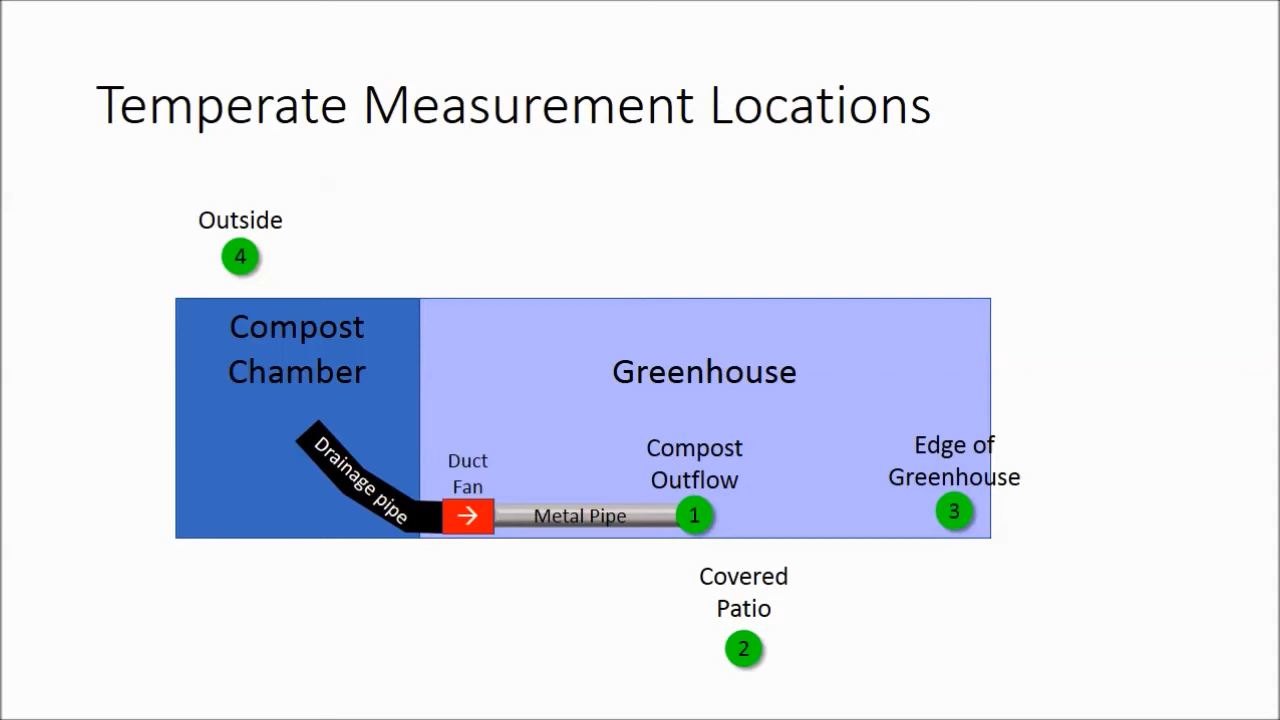 Temperate Measurement Locations
Outside
4
Compost
Chamber
Greenhouse
Drainage pipe
Duct
Fan
→
Metal Pipe
Compost
Outflow
1
Edge of
Greenhouse
3
Covered
Patio
2